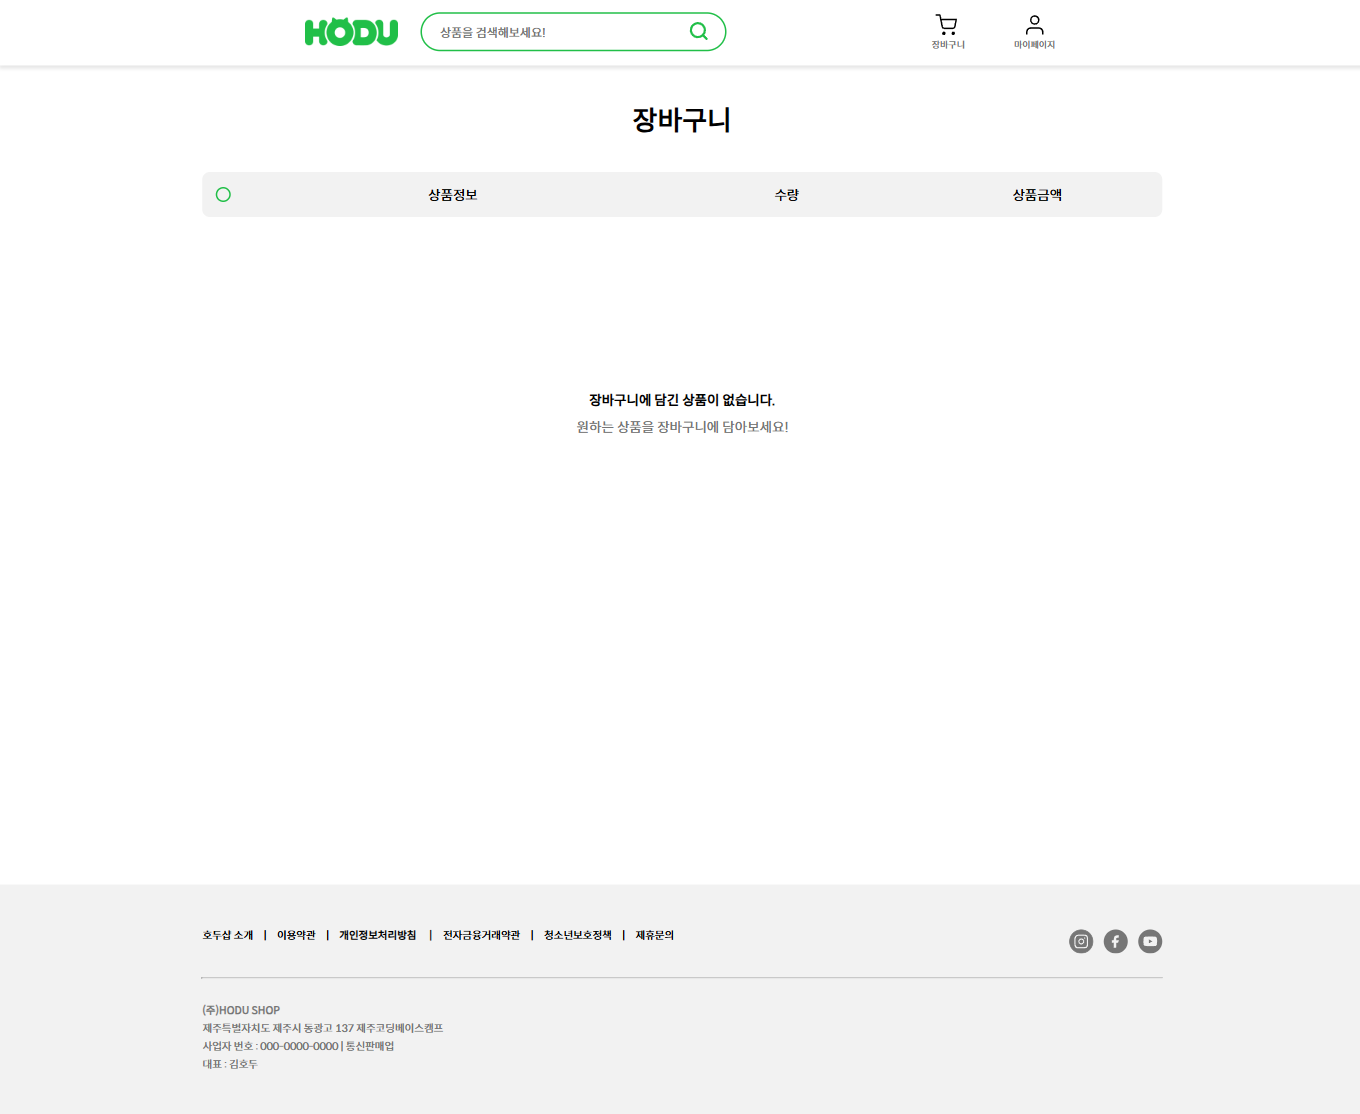 HODU 상품을 검색해보세요! 장바구니 마이페이지
장바구니
상품정보 수량 상품금액
장바구니에 담긴 상품이 없습니다.
원하는 상품을 장바구니에 담아보세요!
호두샵 소개 | 이용약관 | 개인정보처리방침 | 전자금융거래약관 | 청소년보호정책 | 제휴문의
(주)HODU SHOP
제주특별자치도 제주시 동광고 137 제주코딩베이스캠프
사업자 번호 : 000-0000-0000 | 통신판매업
대표 : 김호두